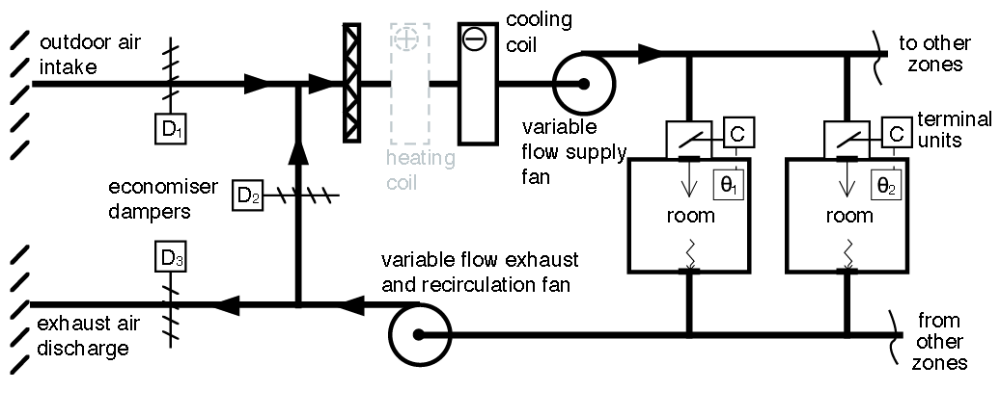 outdoor air
intake
D1
economiser
dampers
D2
D3
exhaust air
discharge
heating
coil
cooling
coil
variable
flow supply
fan
variable flow exhaust
and recirculation fan
C
θ1
room
C
θ2
room
terminal
units
to other
zones
from
other
zones